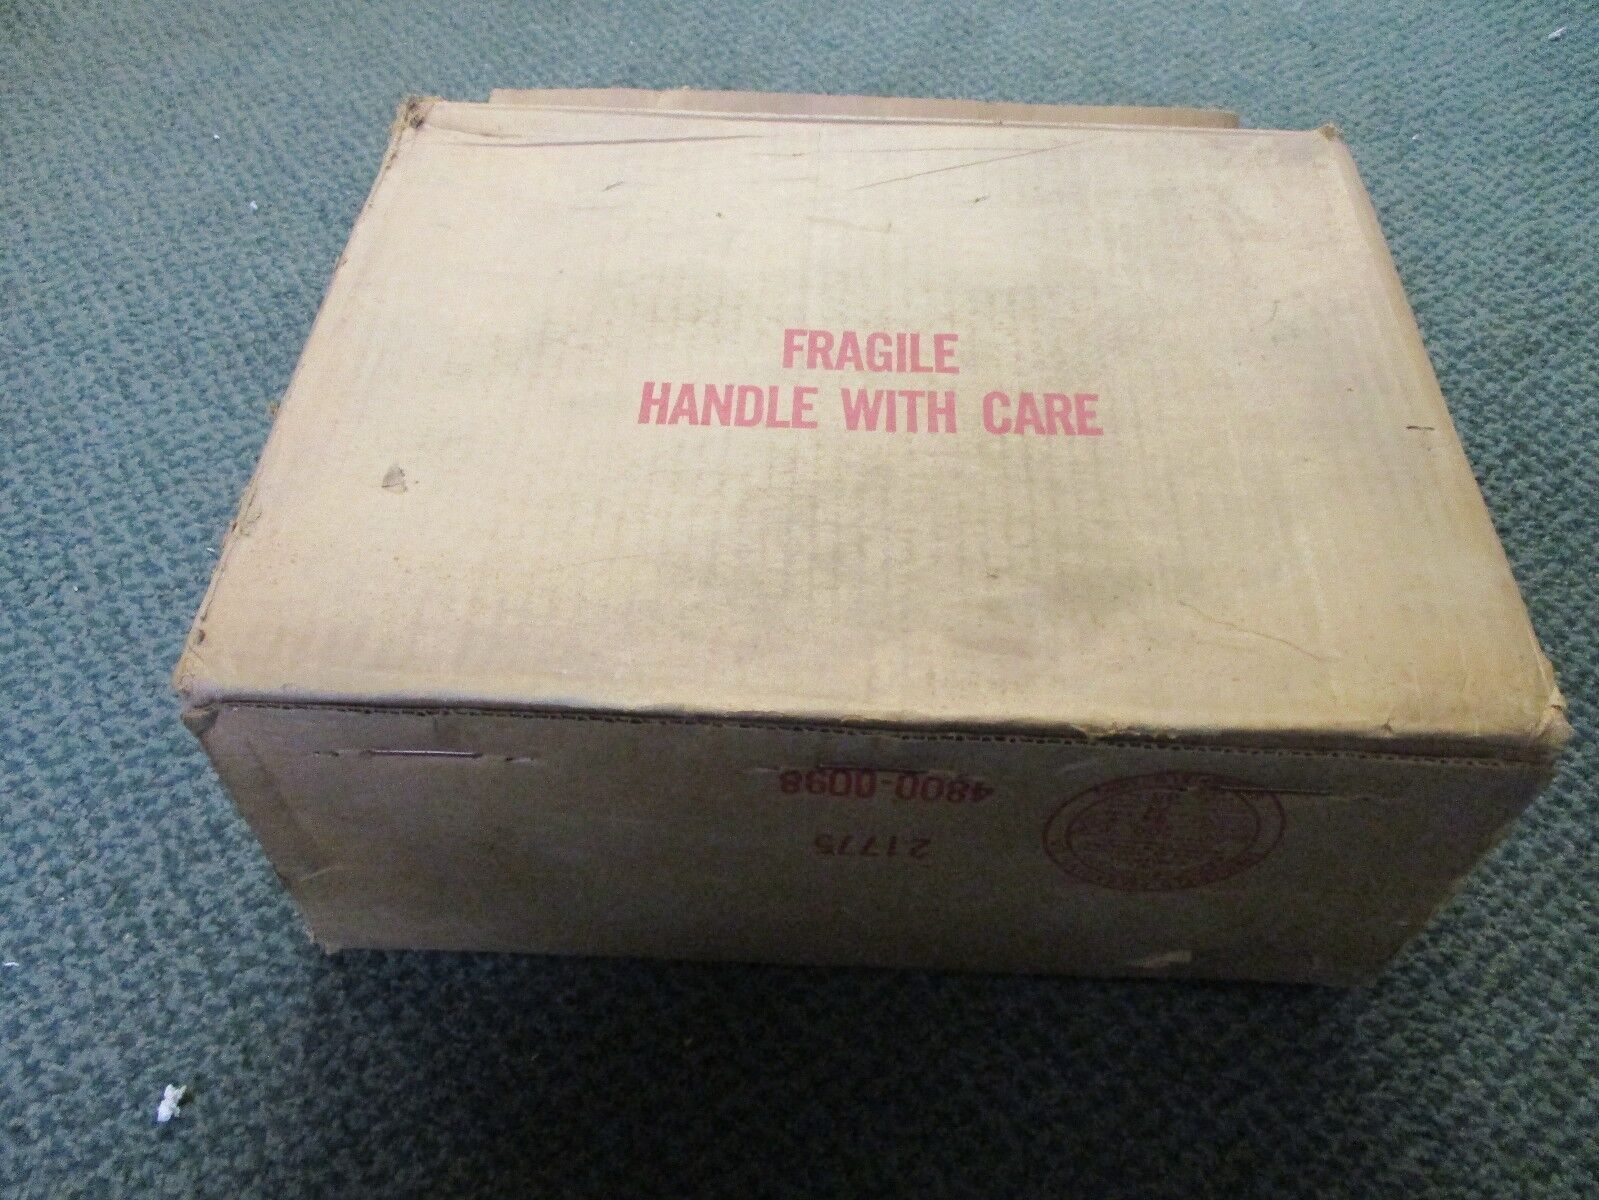 FRAGILE
HANDLE WITH CARE
4800-0098
21775